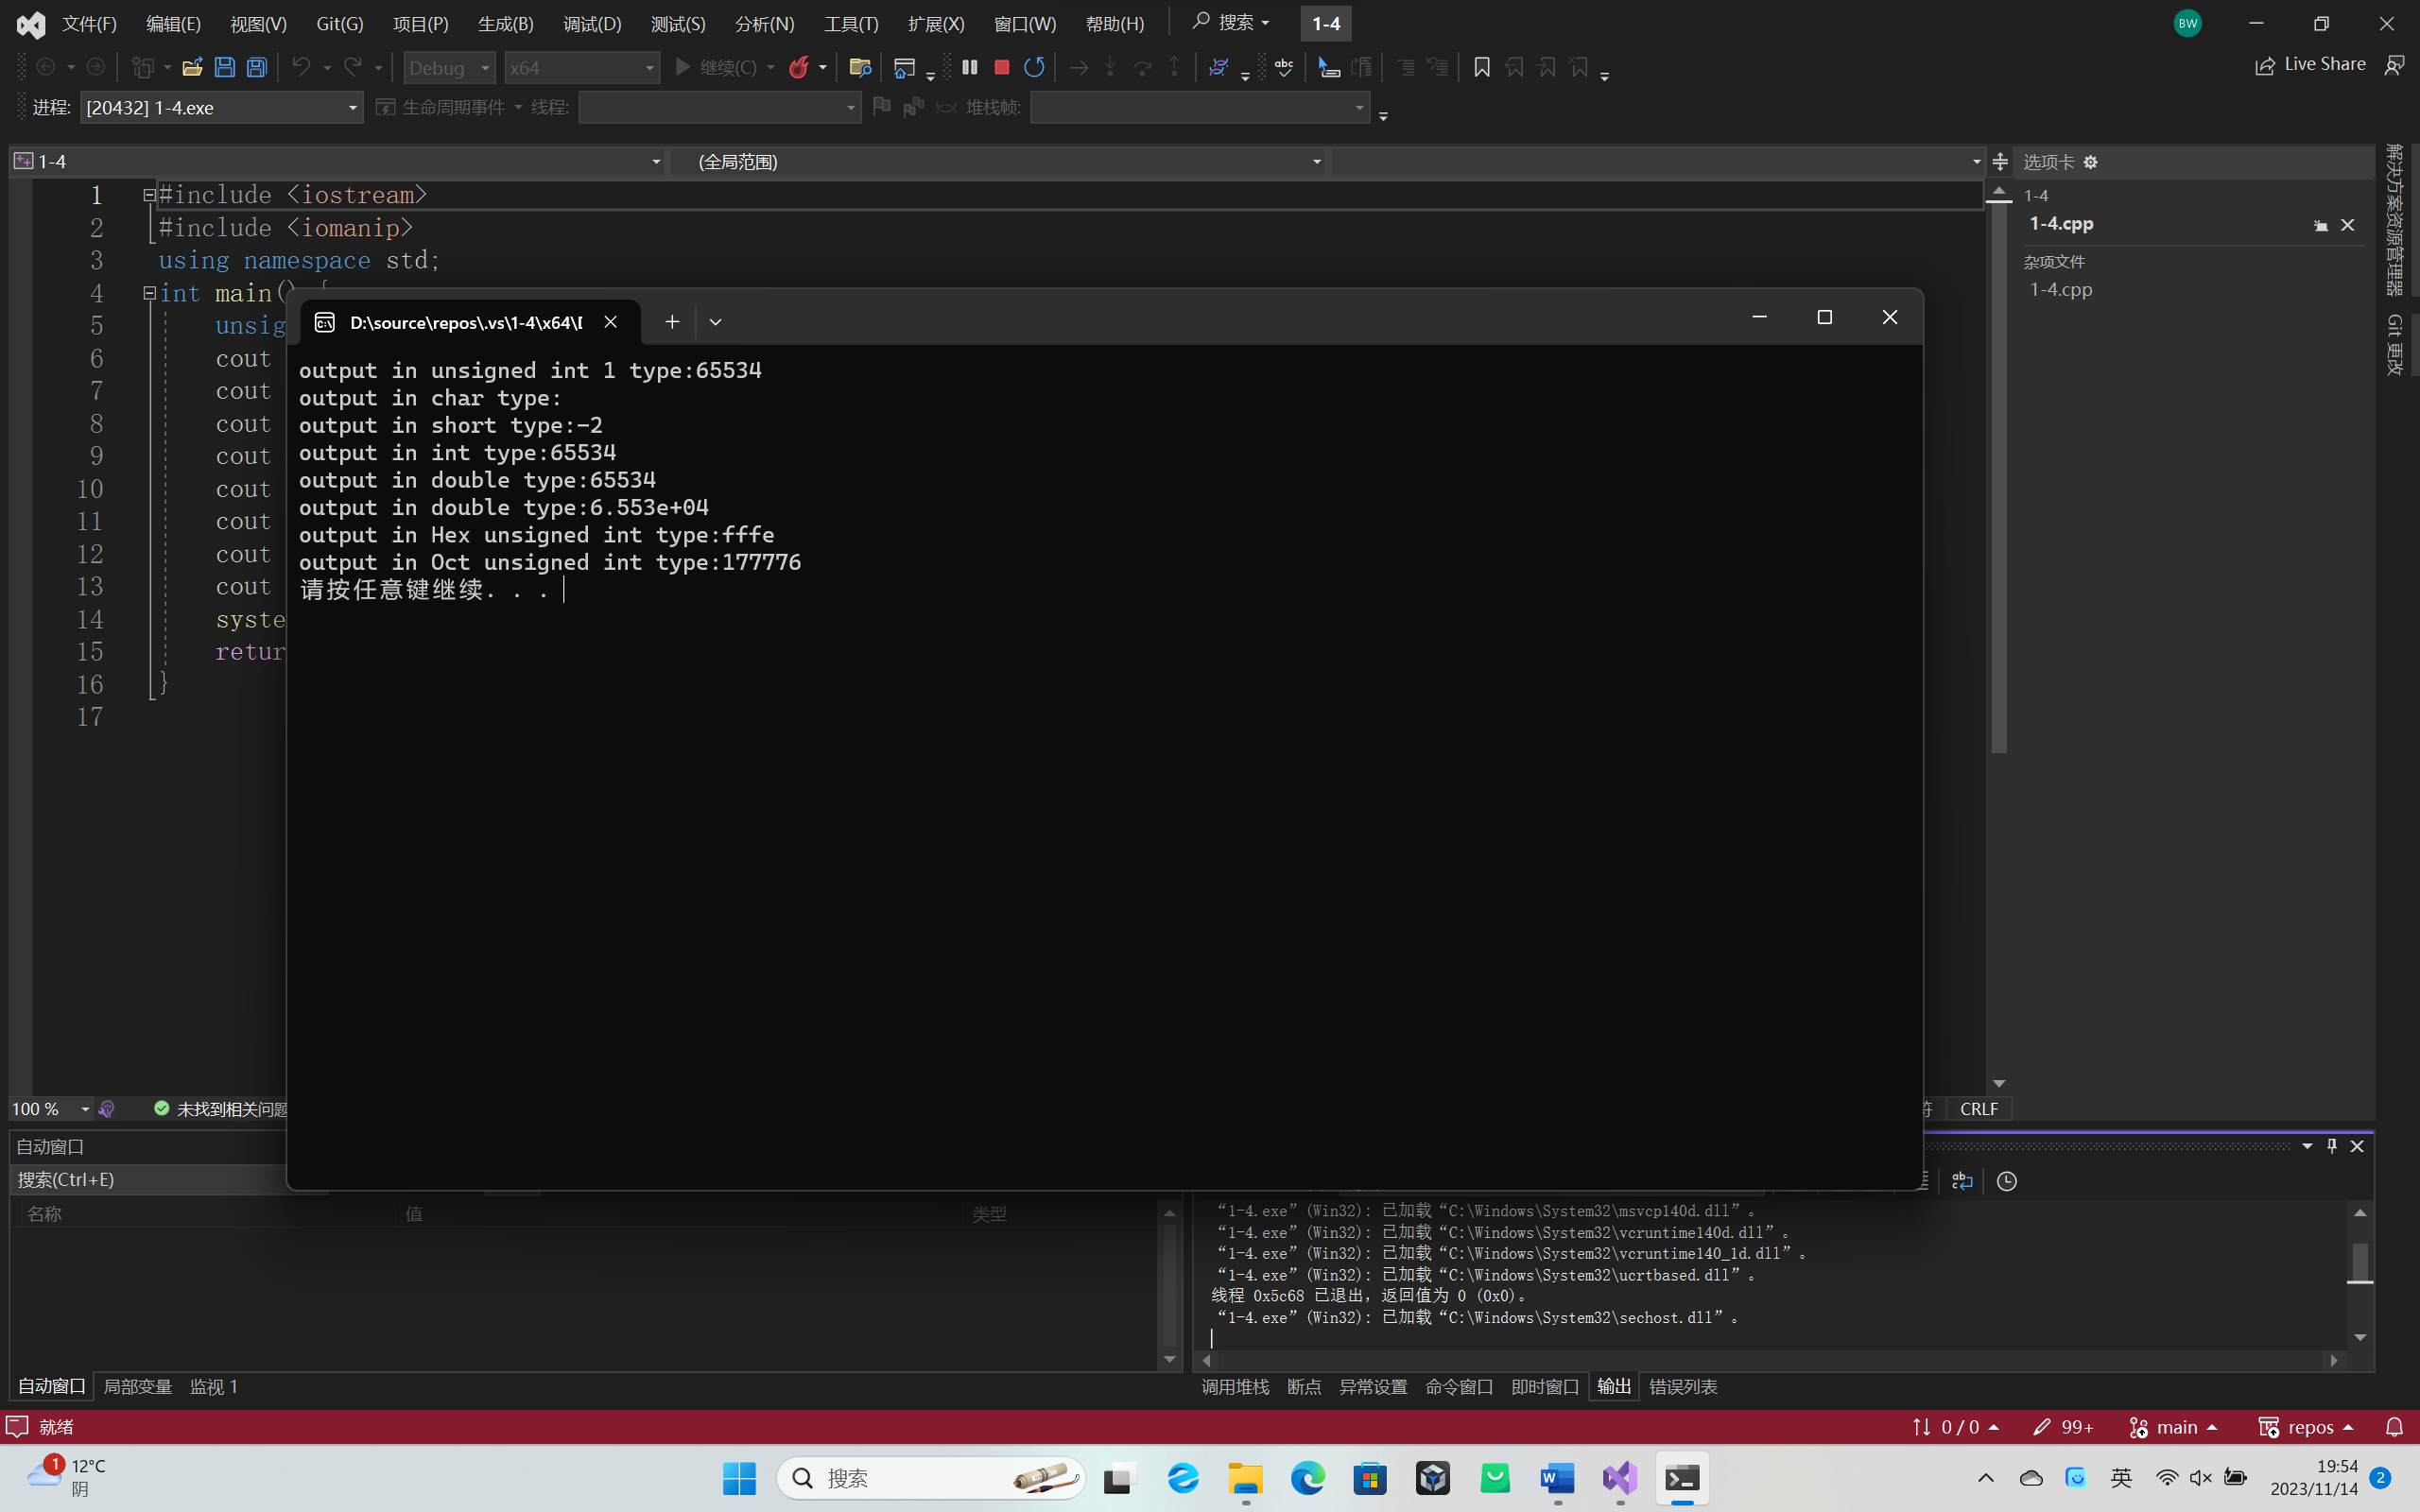 文件(F) 编辑(E) 视图(V) Git(G) 项目(P) 生成(B) 调试(D) 测试(S) 分析(N) 工具(T) 扩展(X) 窗口(W) 帮助(H) 搜索 1-4 BW
Debug x64 继续(C) Live Share
进程: [20432] 1-4.exe 生命周期事件 线程: 堆栈帧:
1-4 (全局范围) 选项卡
1 #include <iostream>
2 #include <iomanip>
3 using namespace std;
4 int main() {
5 unsig
6 cout
7 cout
8 cout
9 cout
10 cout
11 cout
12 cout
13 cout
14 syste
15 retur
16 }
17
1-4
1-4.cpp
杂项文件
1-4.cpp
解决方案资源管理器
Git 更改
D:\source\repos\.vs\1-4\x64\
output in unsigned int 1 type:65534
output in char type:
output in short type:-2
output in int type:65534
output in double type:65534
output in double type:6.553e+04
output in Hex unsigned int type:fffe
output in Oct unsigned int type:177776
请按任意键继续. . .
100 % 未找到相关问题 符 CRLF
自动窗口
搜索(Ctrl+E)
名称 值 类型
自动窗口 局部变量 监视 1
“1-4.exe”(Win32): 已加载“C:\Windows\System32\msvcp140d.dll”。
“1-4.exe”(Win32): 已加载“C:\Windows\System32\vcruntime140d.dll”。
“1-4.exe”(Win32): 已加载“C:\Windows\System32\vcruntime140_1d.dll”。
“1-4.exe”(Win32): 已加载“C:\Windows\System32\ucrtbased.dll”。
线程 0x5c68 已退出，返回值为 0 (0x0)。
“1-4.exe”(Win32): 已加载“C:\Windows\System32\sechost.dll”。
调用堆栈 断点 异常设置 命令窗口 即时窗口 输出 错误列表
就绪 0 / 0 99+ main repos
1 12°C
阴
搜索
英
19:54
2023/11/14
2